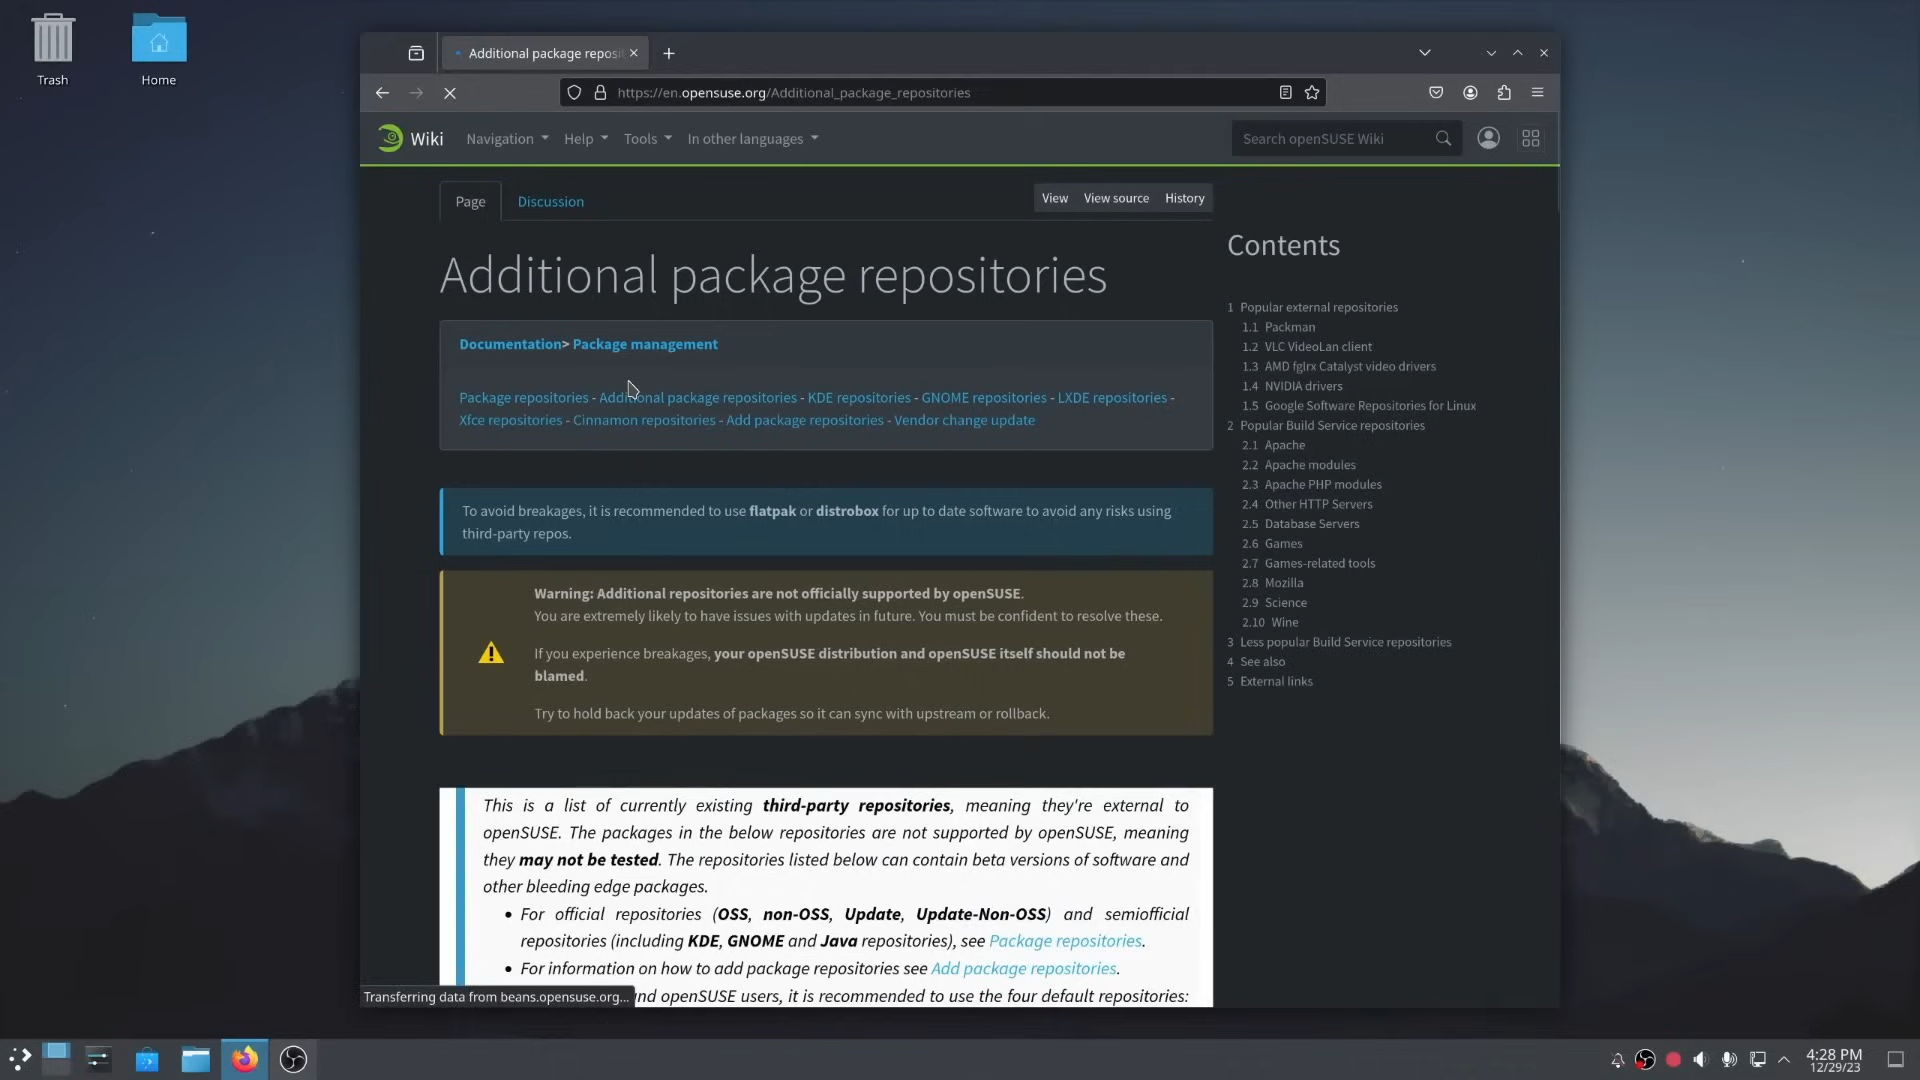 Trash
Home
Additional package reposi
https://en.opensuse.org/Additional_package_repositories
Wiki
Navigation
Help
Tools
In other languages
Search openSUSE Wiki
Page
Discussion
View
View source
History
Additional package repositories
Documentation> Package management
Package repositories - Additional package repositories - KDE repositories - GNOME repositories - LXDE repositories -
Xfce repositories - Cinnamon repositories - Add package repositories - Vendor change update
To avoid breakages, it is recommended to use flatpak or distrobox for up to date software to avoid any risks using
third-party repos.
Warning: Additional repositories are not officially supported by openSUSE.
You are extremely likely to have issues with updates in future. You must be confident to resolve these.
If you experience breakages, your openSUSE distribution and openSUSE itself should not be
blamed.
Try to hold back your updates of packages so it can sync with upstream or rollback.
This is a list of currently existing third-party repositories, meaning they're external to
openSUSE. The packages in the below repositories are not supported by openSUSE, meaning
they may not be tested. The repositories listed below can contain beta versions of software and
other bleeding edge packages.
• For official repositories (OSS, non-OSS, Update, Update-Non-OSS) and semiofficial
repositories (including KDE, GNOME and Java repositories), see Package repositories.
• For information on how to add package repositories see Add package repositories.
nd openSUSE users, it is recommended to use the four default repositories:
Transferring data from beans.opensuse.org...
Contents
1 Popular external repositories
1.1 Packman
1.2 VLC VideoLan client
1.3 AMD fglrx Catalyst video drivers
1.4 NVIDIA drivers
1.5 Google Software Repositories for Linux
2 Popular Build Service repositories
2.1 Apache
2.2 Apache modules
2.3 Apache PHP modules
2.4 Other HTTP Servers
2.5 Database Servers
2.6 Games
2.7 Games-related tools
2.8 Mozilla
2.9 Science
2.10 Wine
3 Less popular Build Service repositories
4 See also
5 External links
4:28 PM
12/29/23